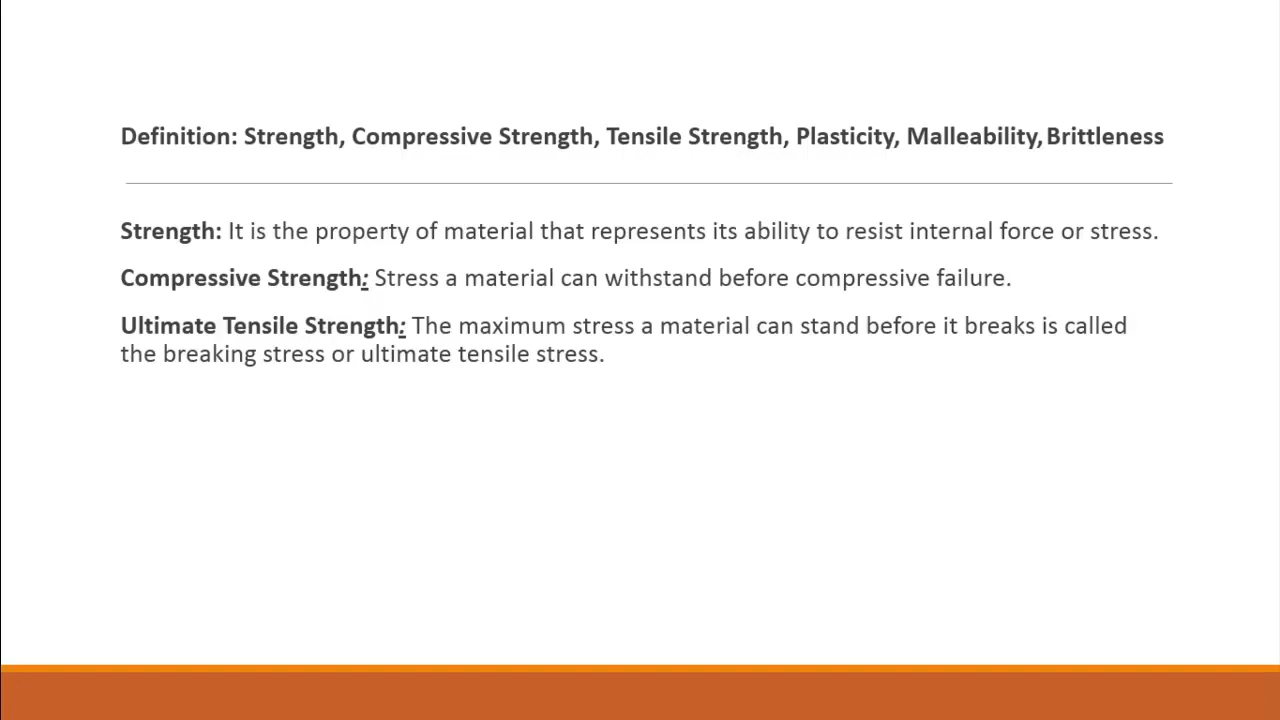 Definition: Strength, Compressive Strength, Tensile Strength, Plasticity, Malleability, Brittleness
Strength: It is the property of material that represents its ability to resist internal force or stress.
Compressive Strength: Stress a material can withstand before compressive failure.
Ultimate Tensile Strength: The maximum stress a material can stand before it breaks is called
the breaking stress or ultimate tensile stress.